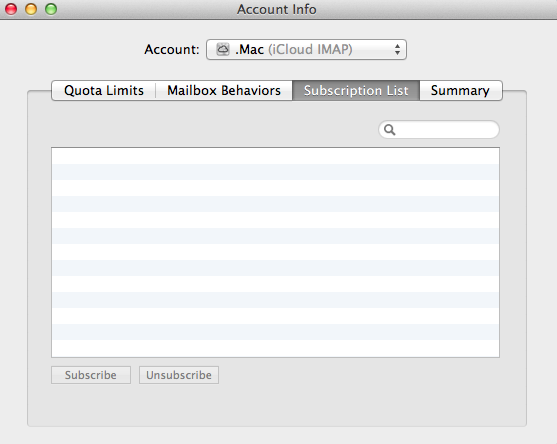 Account Info
Account: .Mac (iCloud IMAP)
Quota Limits Mailbox Behaviors Subscription List Summary
Subscribe Unsubscribe